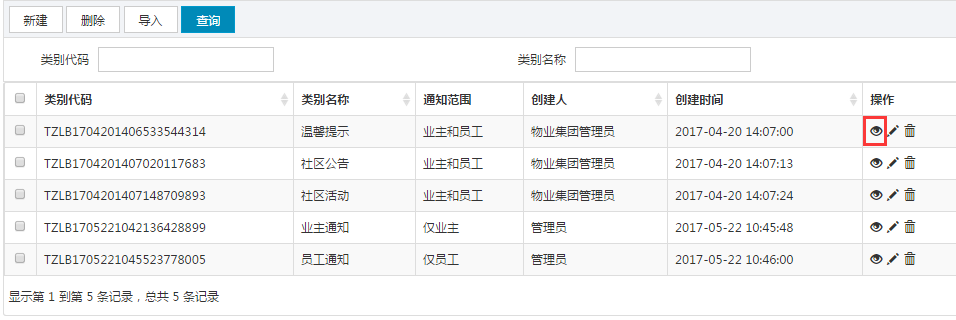 新建 删除 导入 查询
类别代码 类别名称
类别代码 类别名称 通知范围 创建人 创建时间 操作
TZLB1704201406533544314 温馨提示 业主和员工 物业集团管理员 2017-04-20 14:07:00
TZLB1704201407020117683 社区公告 业主和员工 物业集团管理员 2017-04-20 14:07:13
TZLB1704201407148709893 社区活动 业主和员工 物业集团管理员 2017-04-20 14:07:24
TZLB1705221042136428899 业主通知 仅业主 管理员 2017-05-22 10:45:48
TZLB1705221045523778005 员工通知 仅员工 管理员 2017-05-22 10:46:00
显示第 1 到第 5 条记录，总共 5 条记录